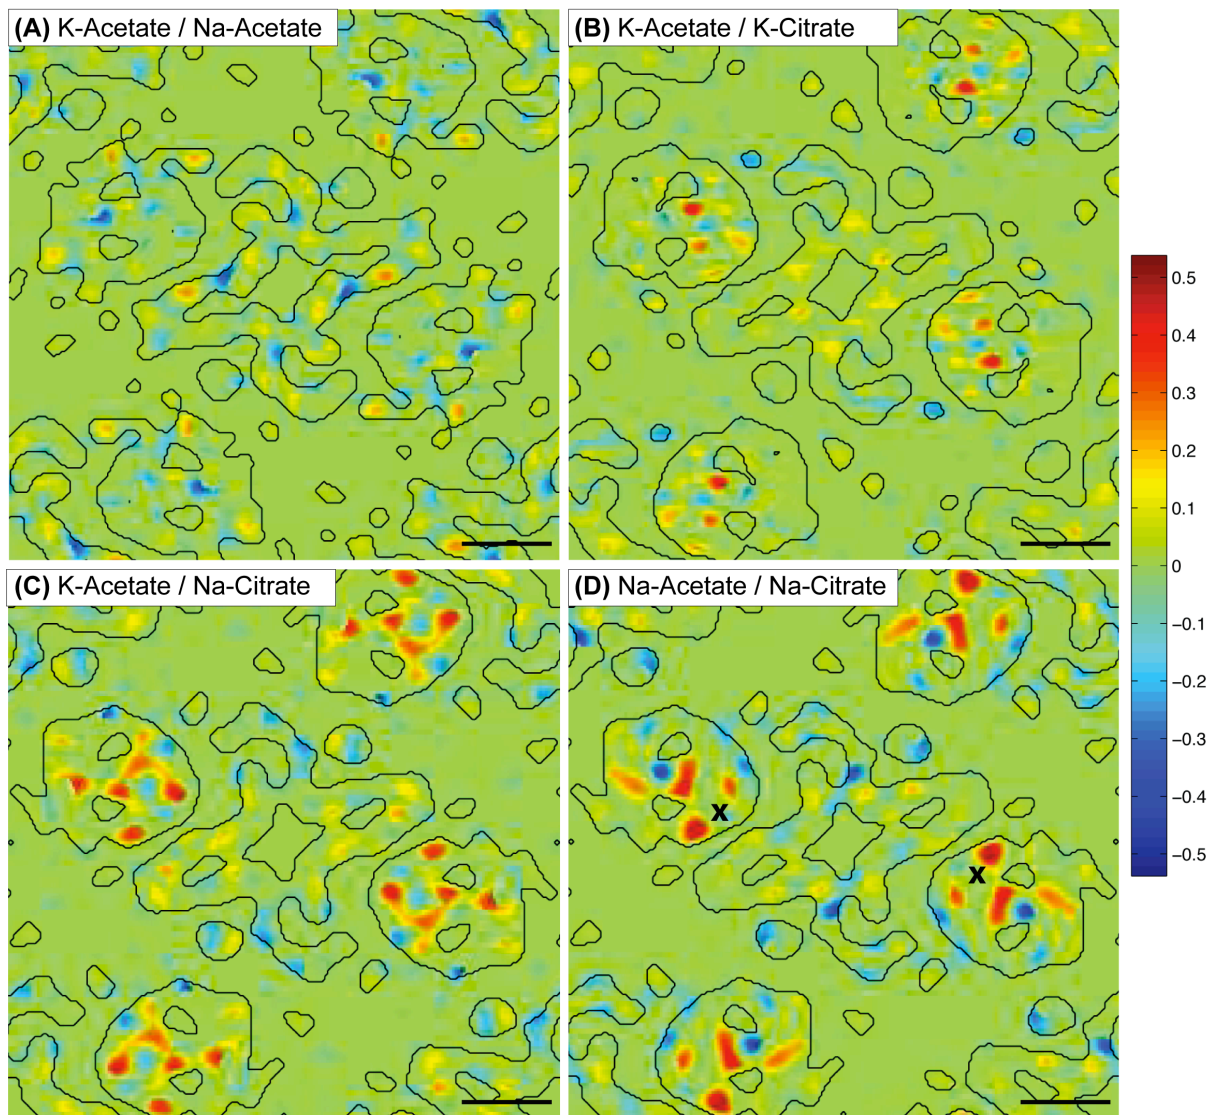 (A) K-Acetate / Na-Acetate
(B) K-Acetate / K-Citrate
0.5
0.4
0.3
0.2
0.1
0
−0.1
−0.2
−0.3
−0.4
−0.5
(C) K-Acetate / Na-Citrate
(D) Na-Acetate / Na-Citrate
x
x